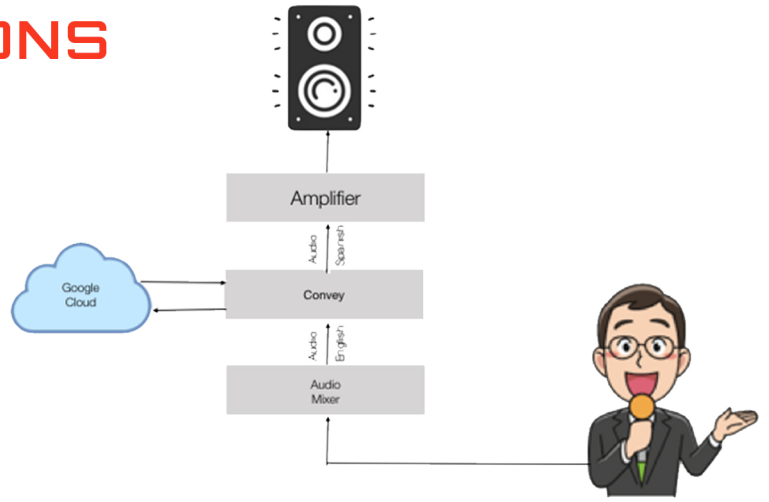 ONS
Amplifier
Audio
Spanish
Google
Cloud
Convey
Audio
English
Audio
Mixer